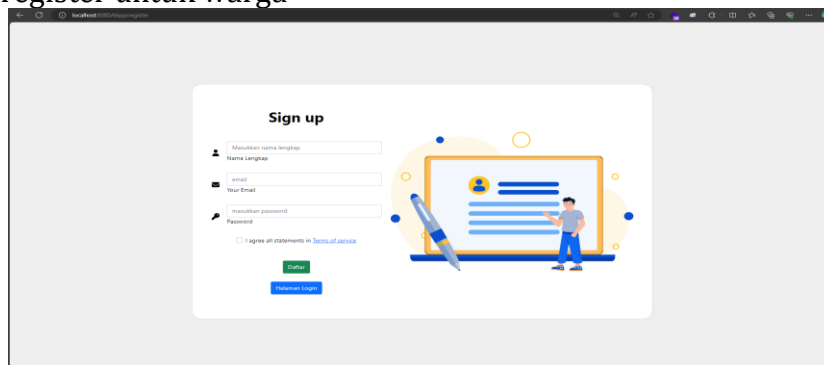 register untuk warga
localhost:8080/bkpp/register
Sign up
Masukkan nama lengkap
Nama Lengkap
email
Your Email
masukkan password
Password
I agree all statements in Terms of service
Daftar
Halaman Login